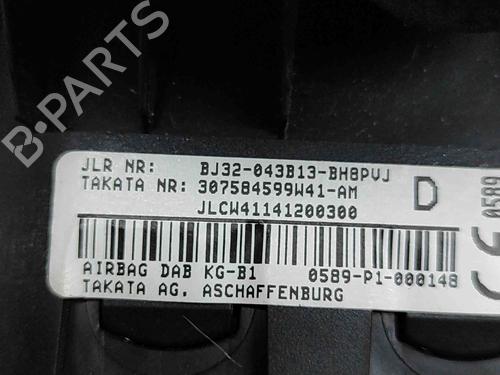 B-PARTS
JLR NR: BJ32-043B13-BH8PVJ
TAKATA NR: 307584599W41-AM
D
JLCW41141200300
AIRBAG DAB KG-B1 0589-P1-000148
TAKATA AG, ASCHAFFENBURG
0589
CE